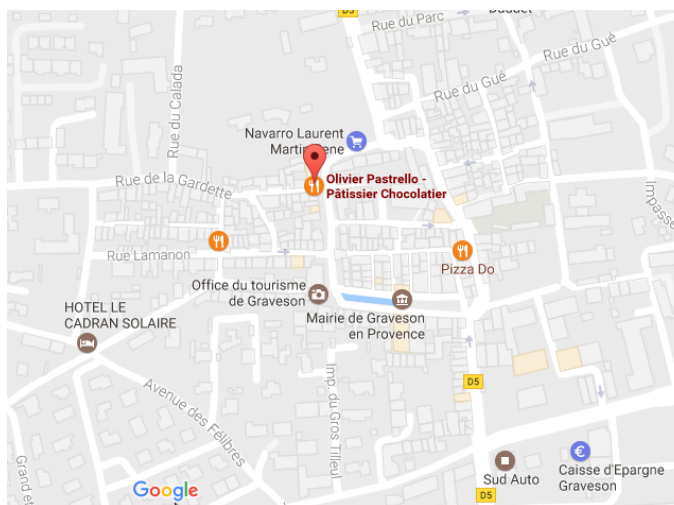 D5
Rue du Parc
Daudet
Rue du Gué
Rue du Gué
Rue du Calada
Navarro Laurent
Olivier Pastrello -
Pâtissier Chocolatier
Rue de la Gardette
Impasse
Rue Lamanon
Pizza Do
Office du tourisme
de Graveson
Mairie de Graveson
en Provence
HOTEL LE
CADRAN SOLAIRE
Imp. du Gros Tilleul
D5
Avenue des Félibres
Grand
Sud Auto
Caisse d'Epargne
Graveson
Google
D5